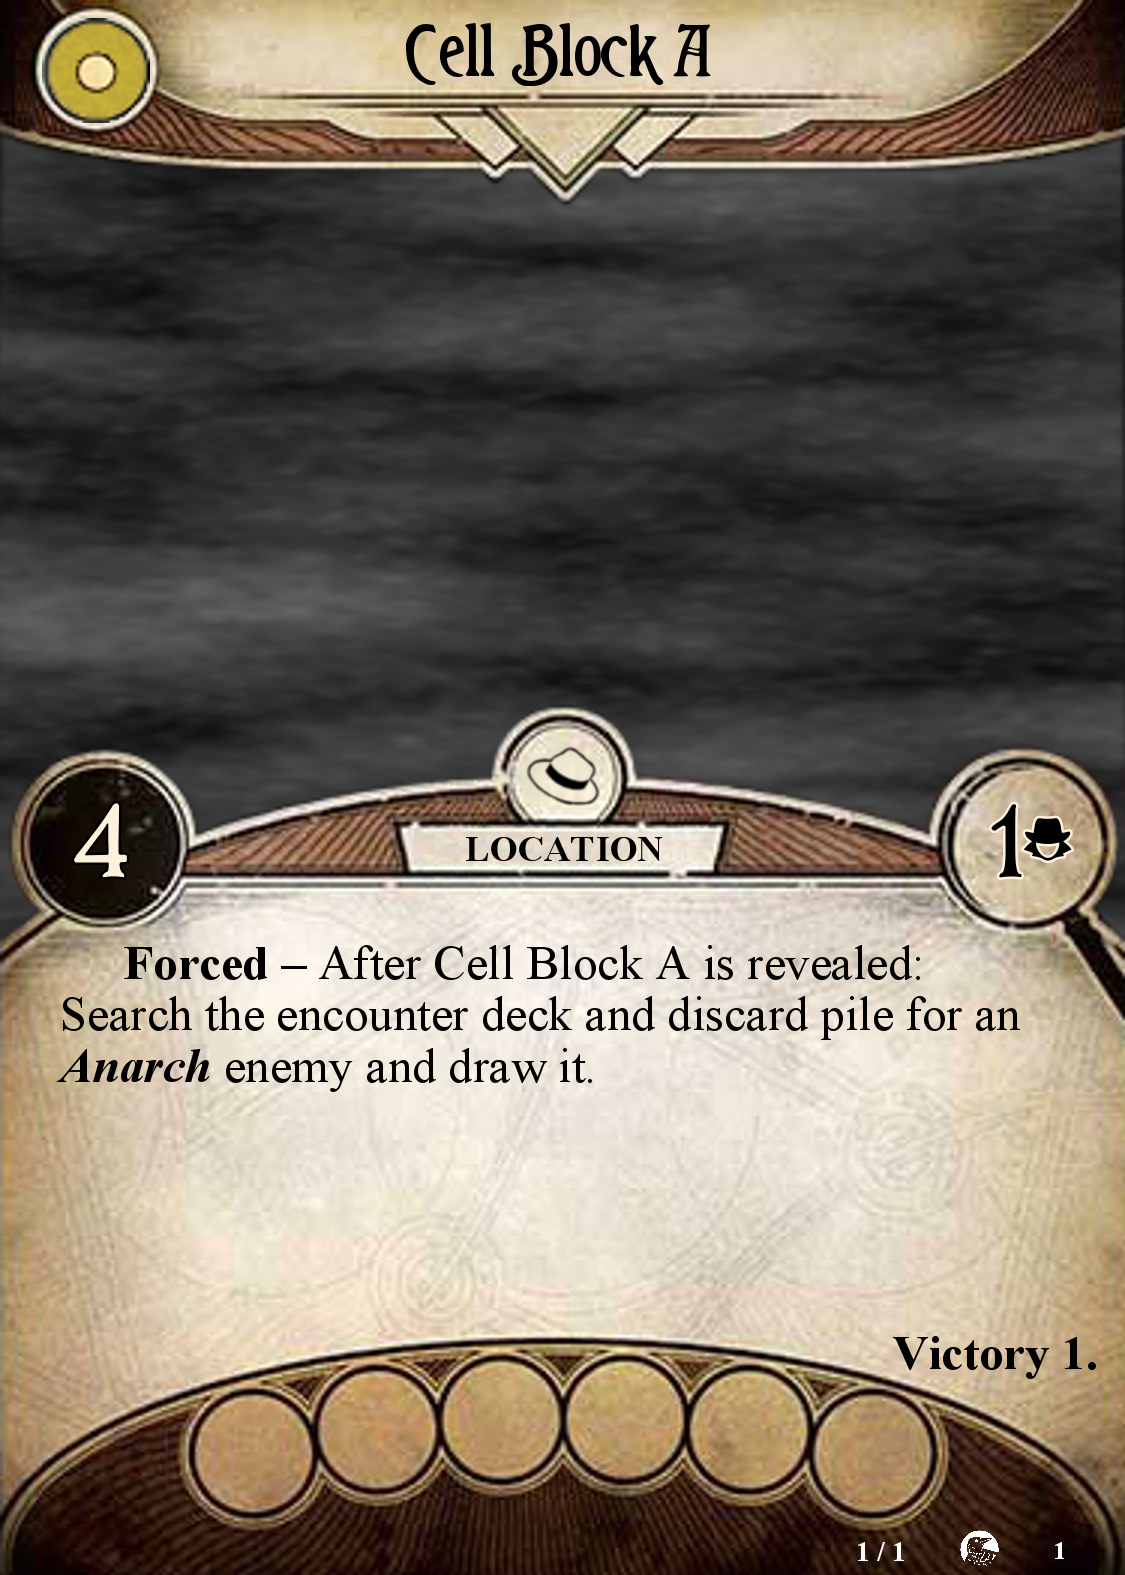 Cell Block A
4
LOCATION
1
Forced – After Cell Block A is revealed:
Search the encounter deck and discard pile for an
Anarch enemy and draw it.
Victory 1.
1 / 1
1